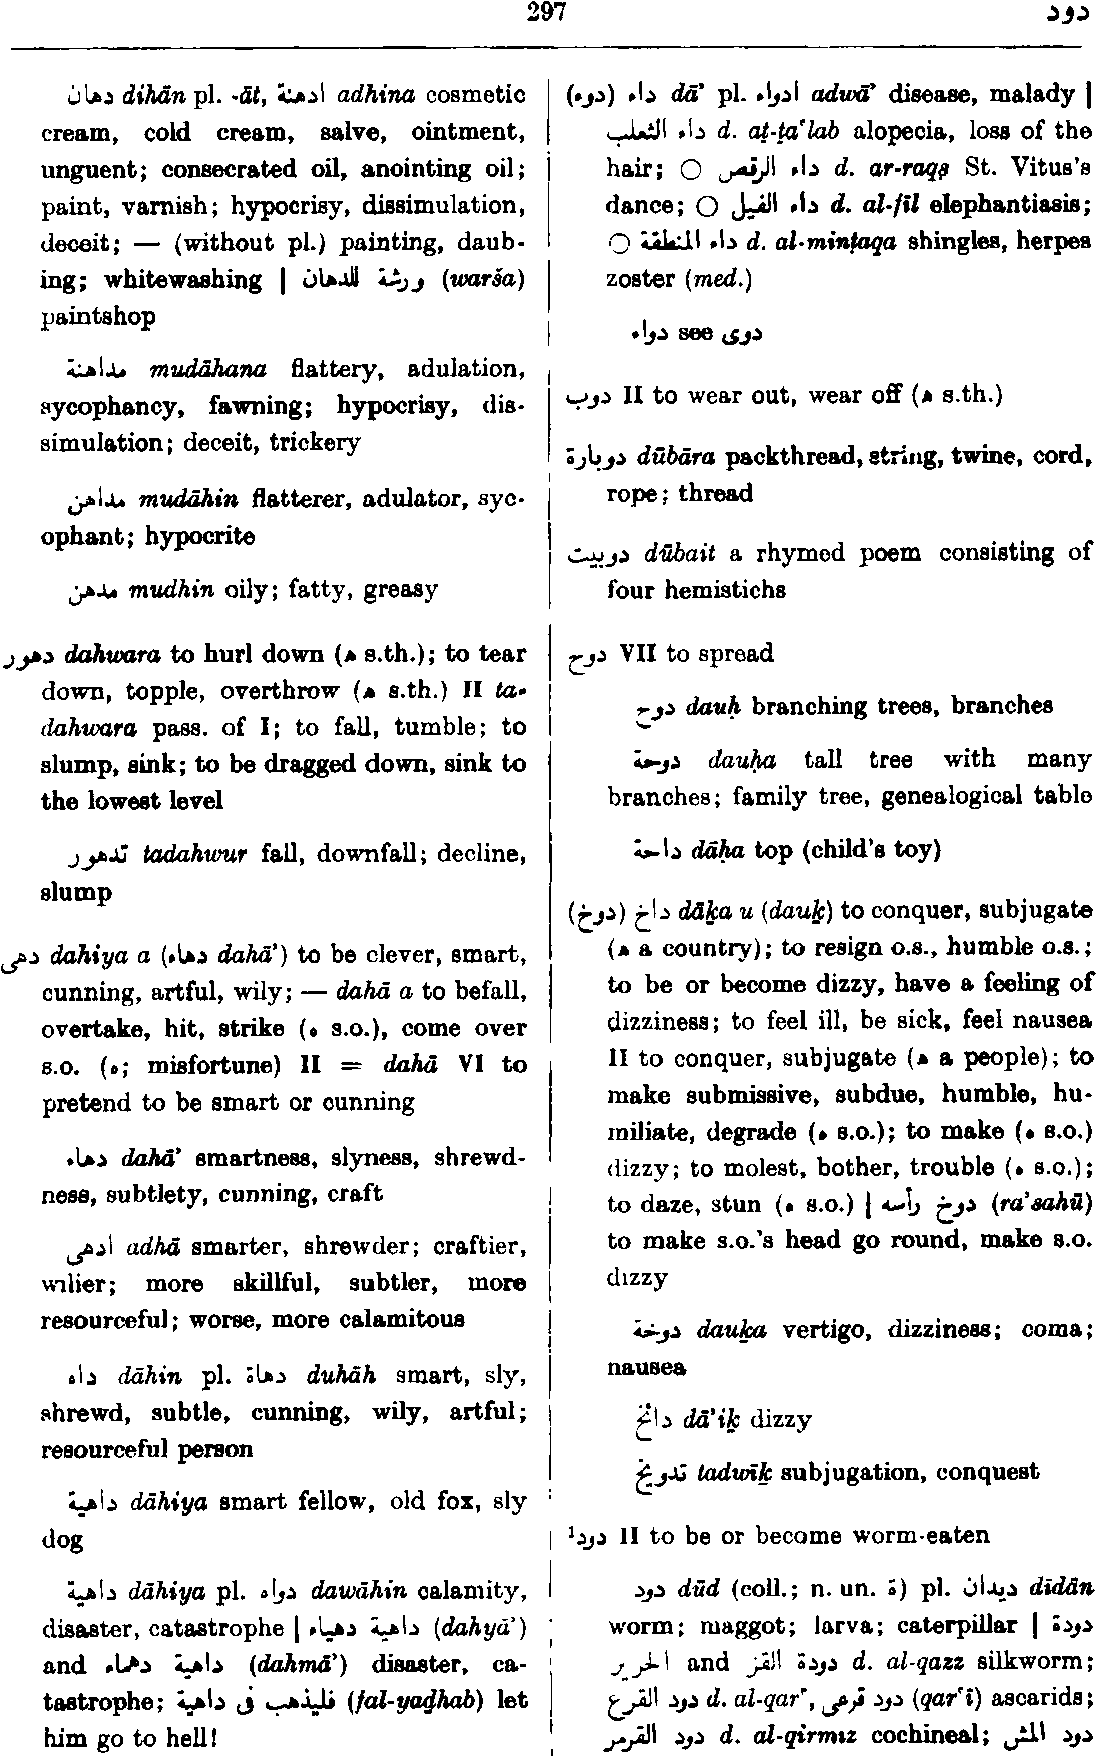 297
دود
دهان dihān pl. -āt, ادهنة adhina cosmetic
cream, cold cream, salve, ointment,
unguent; consecrated oil, anointing oil;
paint, varnish; hypocrisy, dissimulation,
deceit; — (without pl.) painting, daub-
ing; whitewashing | ورشة للدهان (warša)
paintshop
مداهنة mudāhana flattery, adulation,
sycophancy, fawning; hypocrisy, dis-
simulation; deceit, trickery
مداهن mudāhin flatterer, adulator, syc-
ophant; hypocrite
مدهن mudhin oily; fatty, greasy
دهور dahwara to hurl down (ه s.th.); to tear
down, topple, overthrow (ه s.th.) II ta-
dahwara pass. of I; to fall, tumble; to
slump, sink; to be dragged down, sink to
the lowest level
تدهور tadahwur fall, downfall; decline,
slump
دهى dahiya a (دهاء dahā’) to be clever, smart,
cunning, artful, wily; — dahā a to befall,
overtake, hit, strike (ه s.o.), come over
s.o. (ه; misfortune) II = dahā VI to
pretend to be smart or cunning
دهاء dahā’ smartness, slyness, shrewd-
ness, subtlety, cunning, craft
ادهى adhā smarter, shrewder; craftier,
wilier; more skillful, subtler, more
resourceful; worse, more calamitous
داه dāhin pl. دهاة duhāh smart, sly,
shrewd, subtle, cunning, wily, artful;
resourceful person
داهية dāhiya smart fellow, old fox, sly
dog
داهية dāhiya pl. دواه dawāhin calamity,
disaster, catastrophe | داهية دهياء (dahyā’)
and داهية دهماء (dahmā’) disaster, ca-
tastrophe; فليذهب فى داهية (fal-yaḏhab) let
him go to hell!
(دوء) داء dā’ pl. ادواء adwā’ disease, malady |
داء الثعلب d. aṯ-ṯa‘lab alopecia, loss of the
hair; ○ داء الرقص d. ar-raqṣ St. Vitus’s
dance; ○ داء الفيل d. al-fīl elephantiasis;
○ داء المنطقة d. al-minṭaqa shingles, herpes
zoster (med.)
دواء see دوى
دوب II to wear out, wear off (ه s.th.)
دوبارة dūbāra packthread, string, twine, cord,
rope; thread
دوبيت dūbait a rhymed poem consisting of
four hemistichs
دوح VII to spread
دوح dauḥ branching trees, branches
دوحة dauḥa tall tree with many
branches; family tree, genealogical table
داحة dāḥa top (child’s toy)
(دوخ) داخ dāḵa u (dauḵ) to conquer, subjugate
(ه a country); to resign o.s., humble o.s.;
to be or become dizzy, have a feeling of
dizziness; to feel ill, be sick, feel nausea
II to conquer, subjugate (ه a people); to
make submissive, subdue, humble, hu-
miliate, degrade (ه s.o.); to make (ه s.o.)
dizzy; to molest, bother, trouble (ه s.o.);
to daze, stun (ه s.o.) | دوخ رأسه (ra’sahū)
to make s.o.’s head go round, make s.o.
dizzy
دوخة dauḵa vertigo, dizziness; coma;
nausea
دائخ dā’iḵ dizzy
تدويخ tadwīḵ subjugation, conquest
دود¹ II to be or become worm-eaten
دود dūd (coll.; n. un. ة) pl. ديدان dīdān
worm; maggot; larva; caterpillar | دودة
الحرير and دودة القز d. al-qazz silkworm;
دود القرع d. al-qar‘, دود قرعى (qar‘ī) ascarids;
دود القرمز d. al-qirmiz cochineal; دود المش